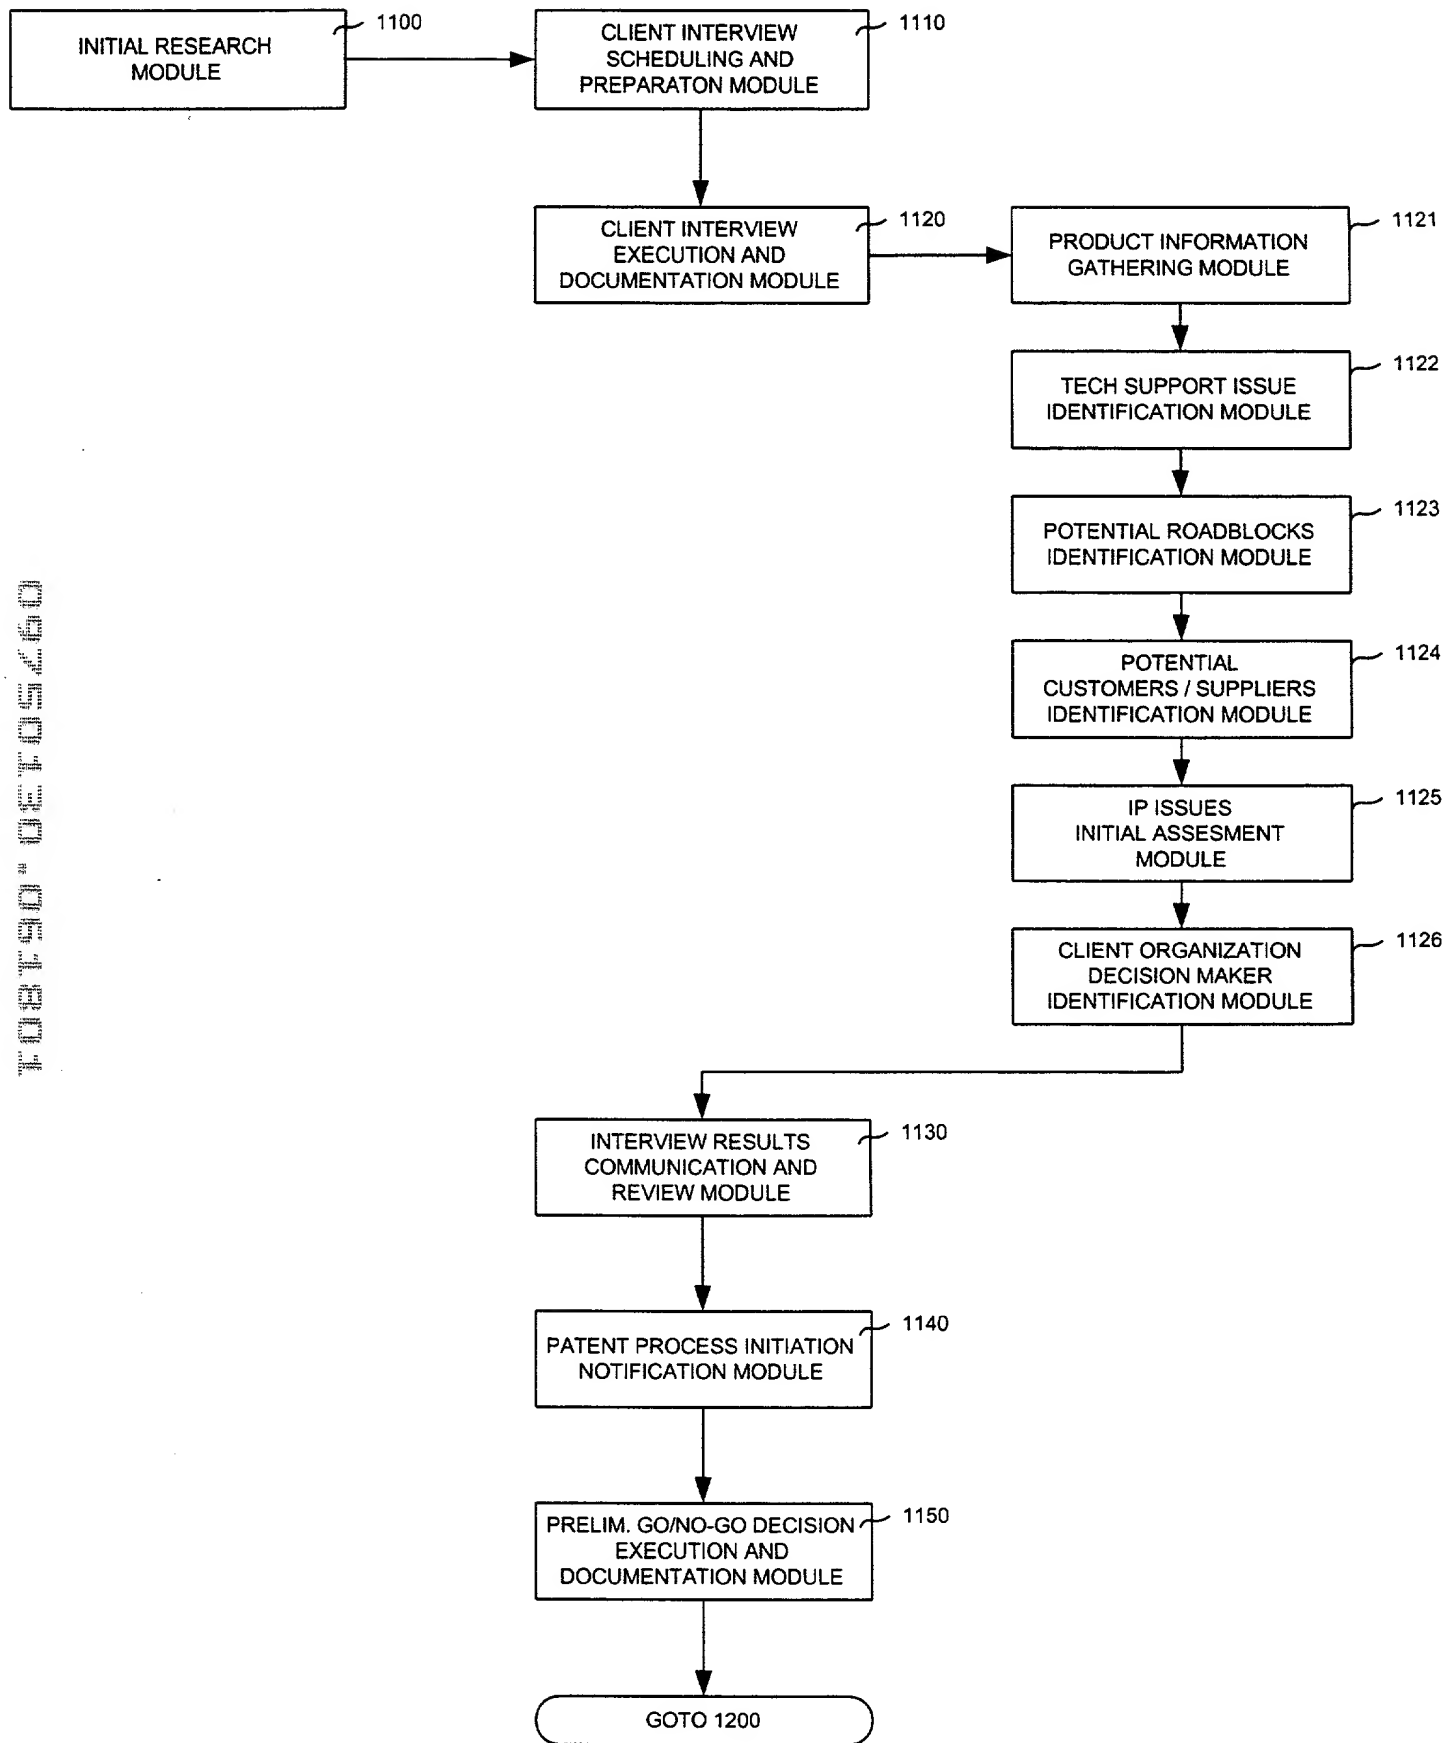 INITIAL RESEARCH
MODULE
1100
CLIENT INTERVIEW
SCHEDULING AND
PREPARATON MODULE
1110
CLIENT INTERVIEW
EXECUTION AND
DOCUMENTATION MODULE
1120
PRODUCT INFORMATION
GATHERING MODULE
1121
TECH SUPPORT ISSUE
IDENTIFICATION MODULE
1122
POTENTIAL ROADBLOCKS
IDENTIFICATION MODULE
1123
POTENTIAL
CUSTOMERS / SUPPLIERS
IDENTIFICATION MODULE
1124
IP ISSUES
INITIAL ASSESMENT
MODULE
1125
CLIENT ORGANIZATION
DECISION MAKER
IDENTIFICATION MODULE
1126
INTERVIEW RESULTS
COMMUNICATION AND
REVIEW MODULE
1130
PATENT PROCESS INITIATION
NOTIFICATION MODULE
1140
PRELIM. GO/NO-GO DECISION
EXECUTION AND
DOCUMENTATION MODULE
1150
GOTO 1200